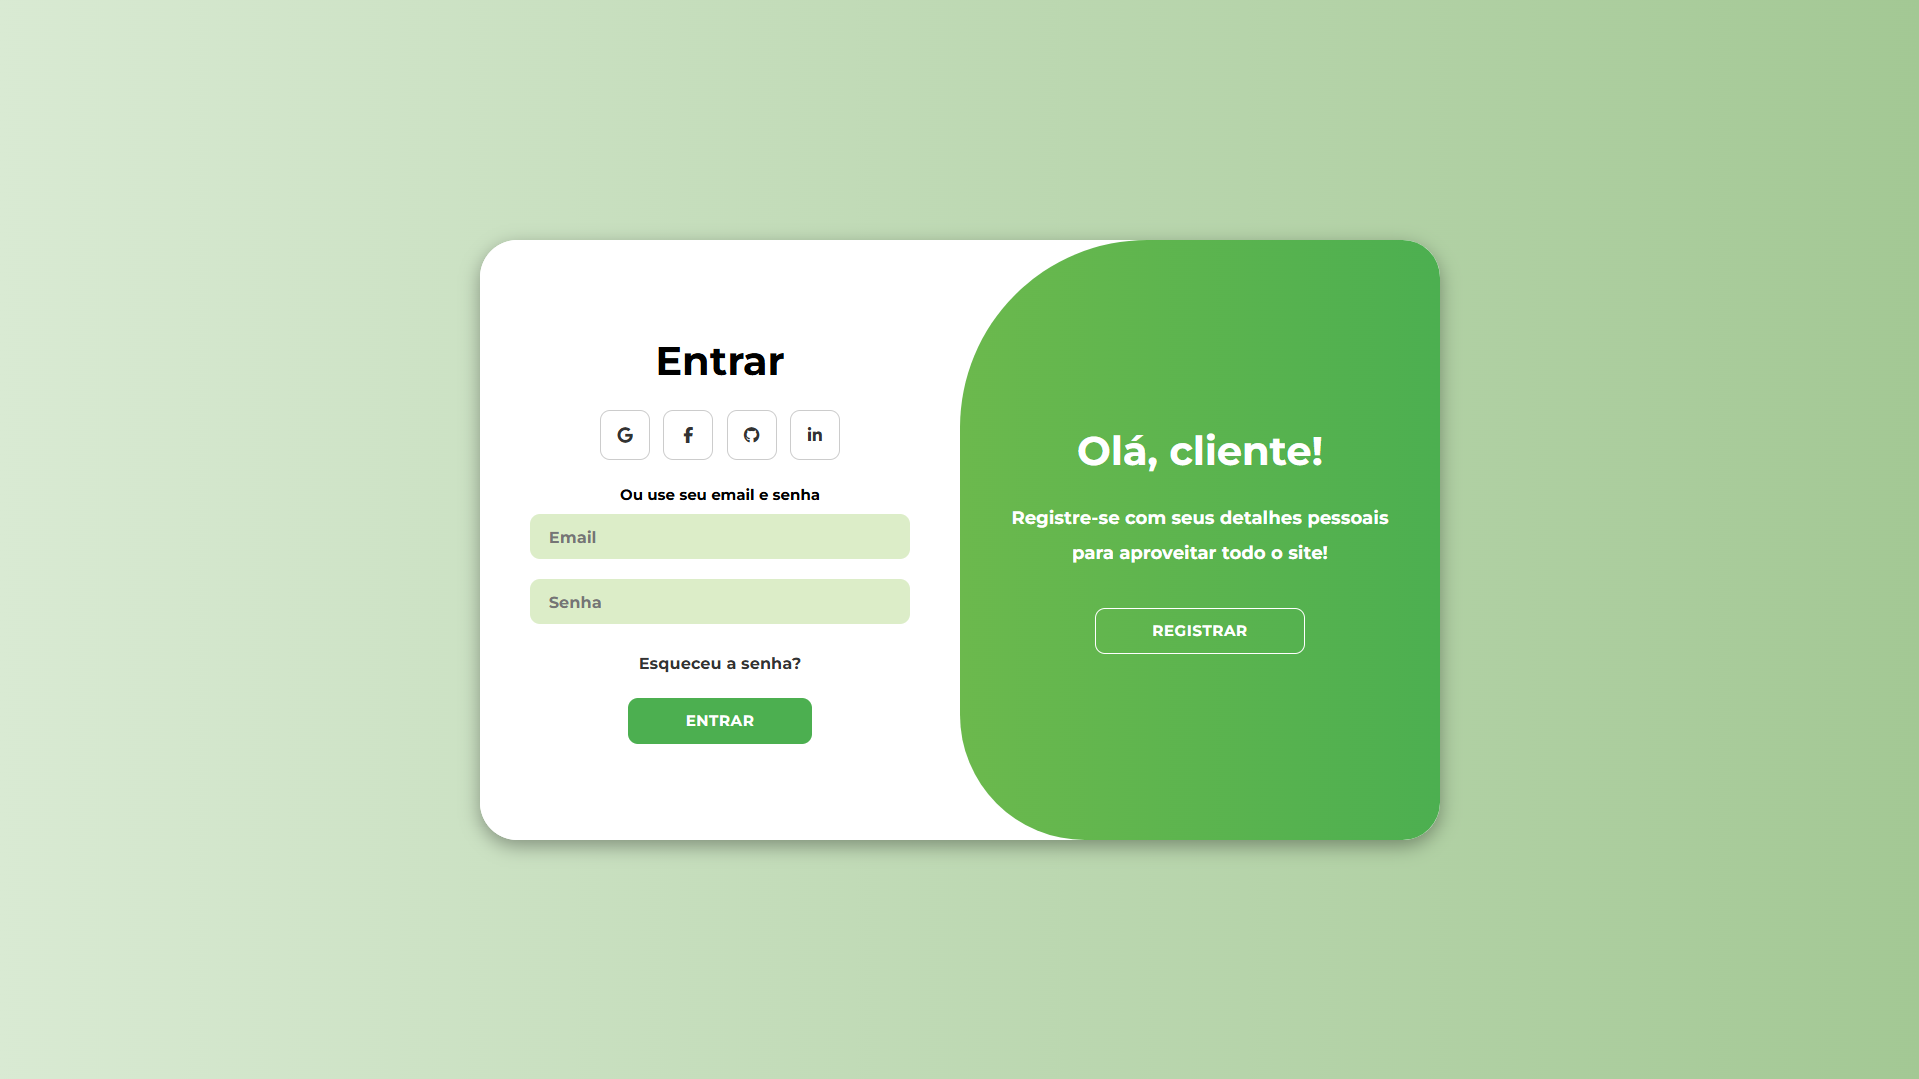 Entrar
Ou use seu email e senha
Email
Senha
Esqueceu a senha?
ENTRAR
Olá, cliente!
Registre-se com seus detalhes pessoais
para aproveitar todo o site!
REGISTRAR